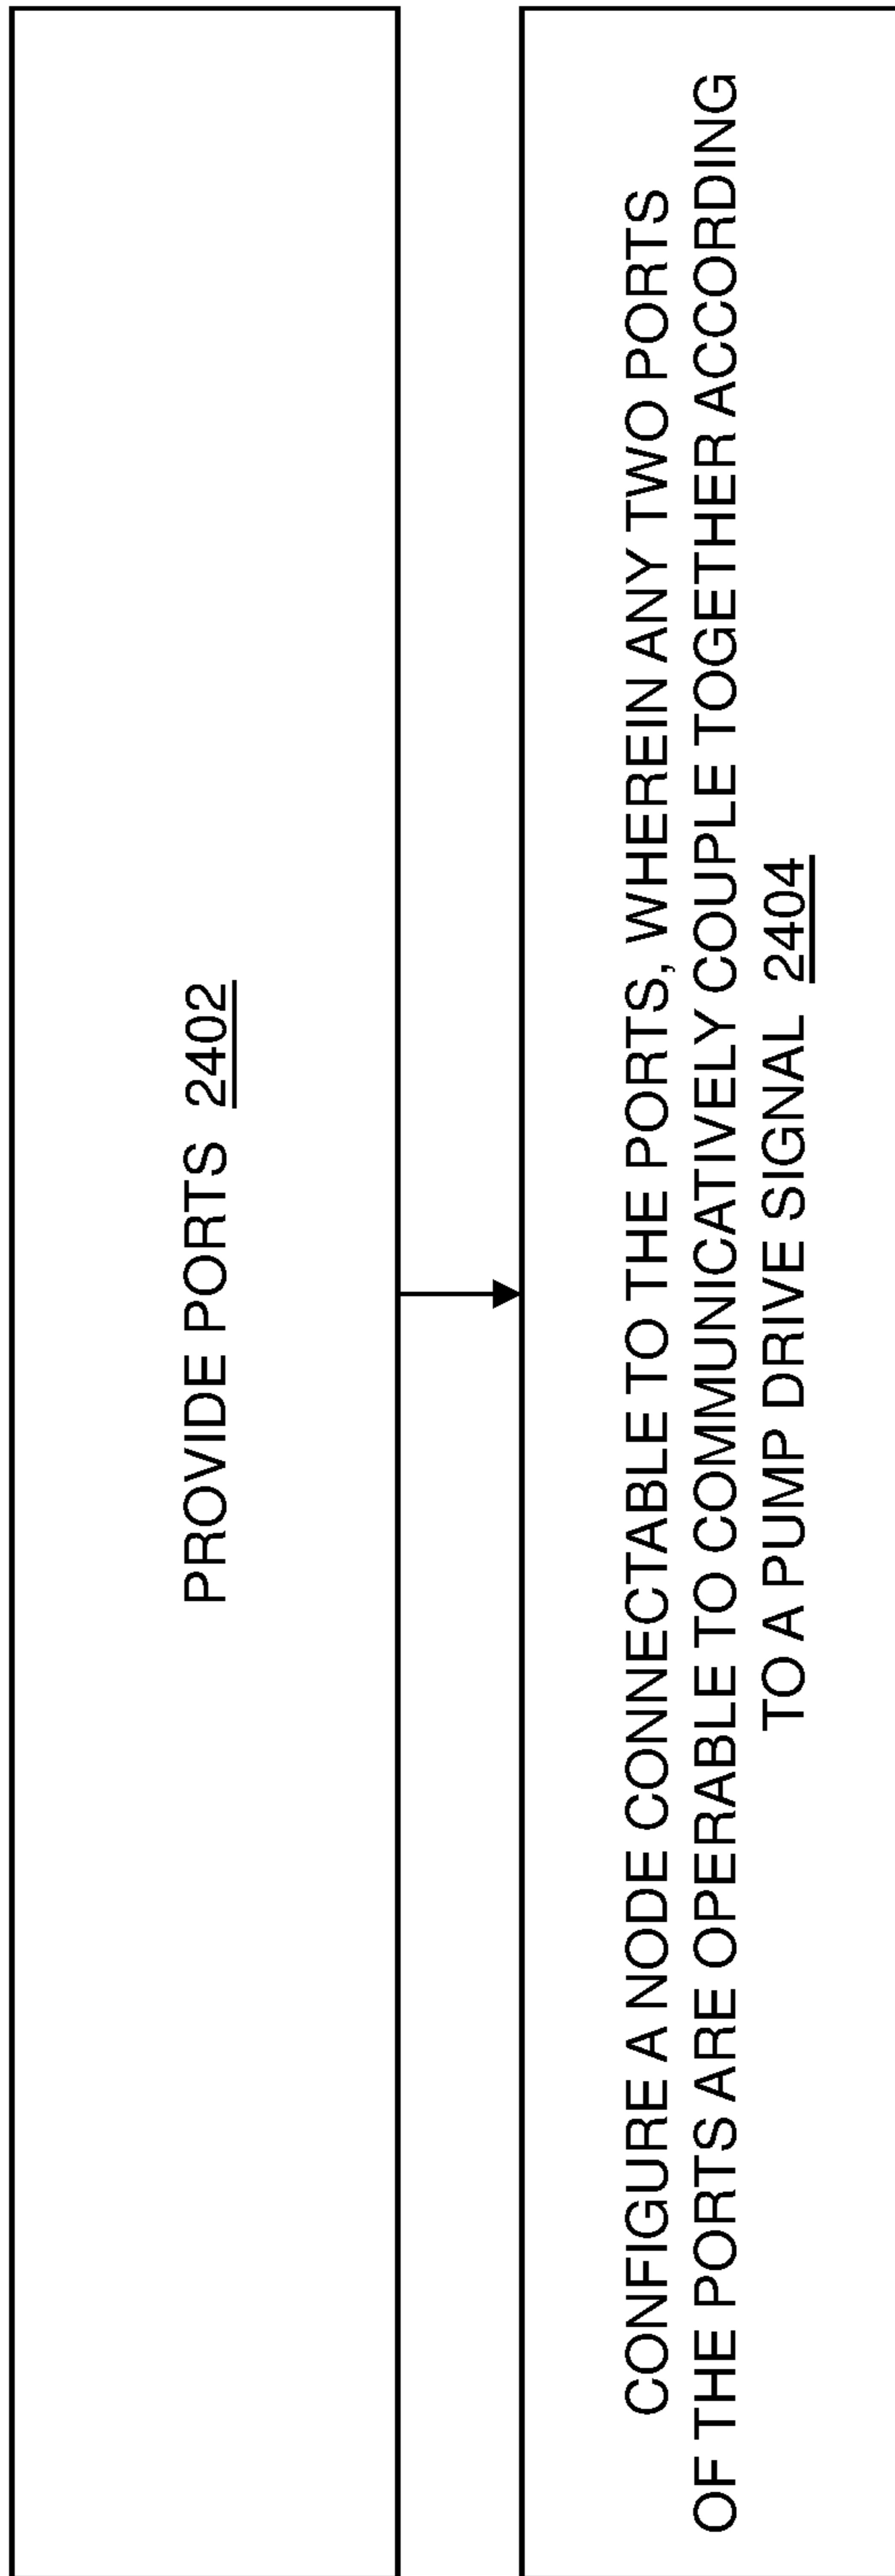 PROVIDE PORTS 2402
CONFIGURE A NODE CONNECTABLE TO THE PORTS, WHEREIN ANY TWO PORTS
OF THE PORTS ARE OPERABLE TO COMMUNICATIVELY COUPLE TOGETHER ACCORDING
TO A PUMP DRIVE SIGNAL 2404